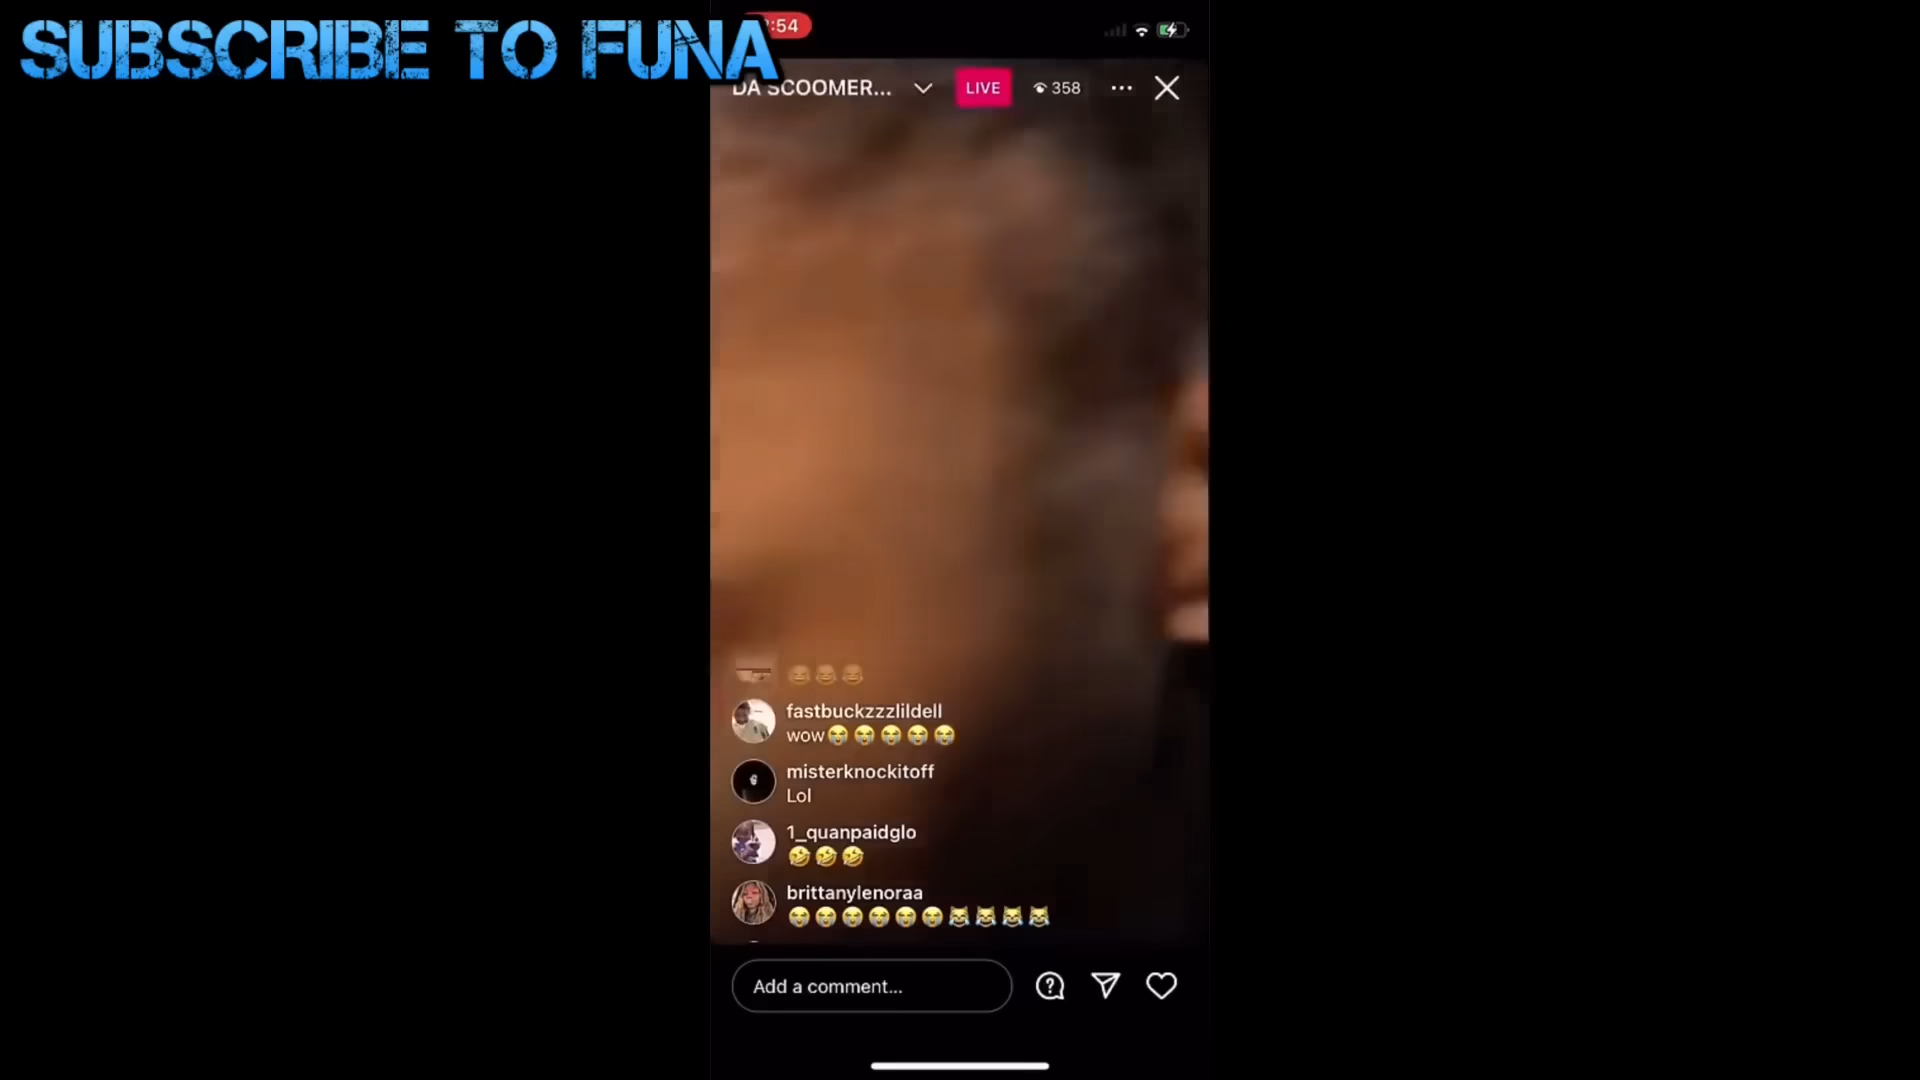 SUBSCRIBE TO FUNA
:54
DA SCOOMER...
LIVE
358
fastbuckzzzlildell
wow😭😭😭😭😭
misterknockitoff
Lol
1_quanpaidglo
🤣🤣🤣
brittanylenoraa
😭😭😭😭😭😭😹😹😹😹
Add a comment...